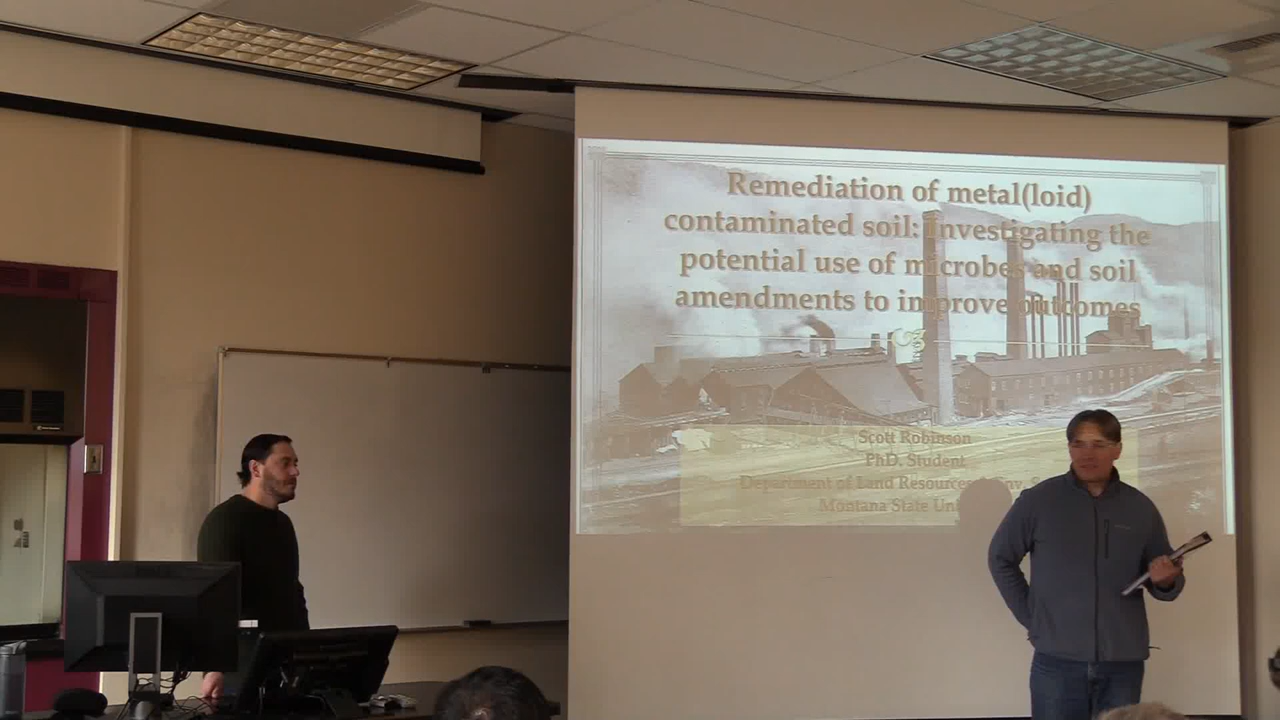 Remediation of metal(loid)
contaminated soil: Investigating the
potential use of microbes and soil
amendments to improve outcomes
Scott Robinson
PhD. Student
Department of Land Resources
Montana State